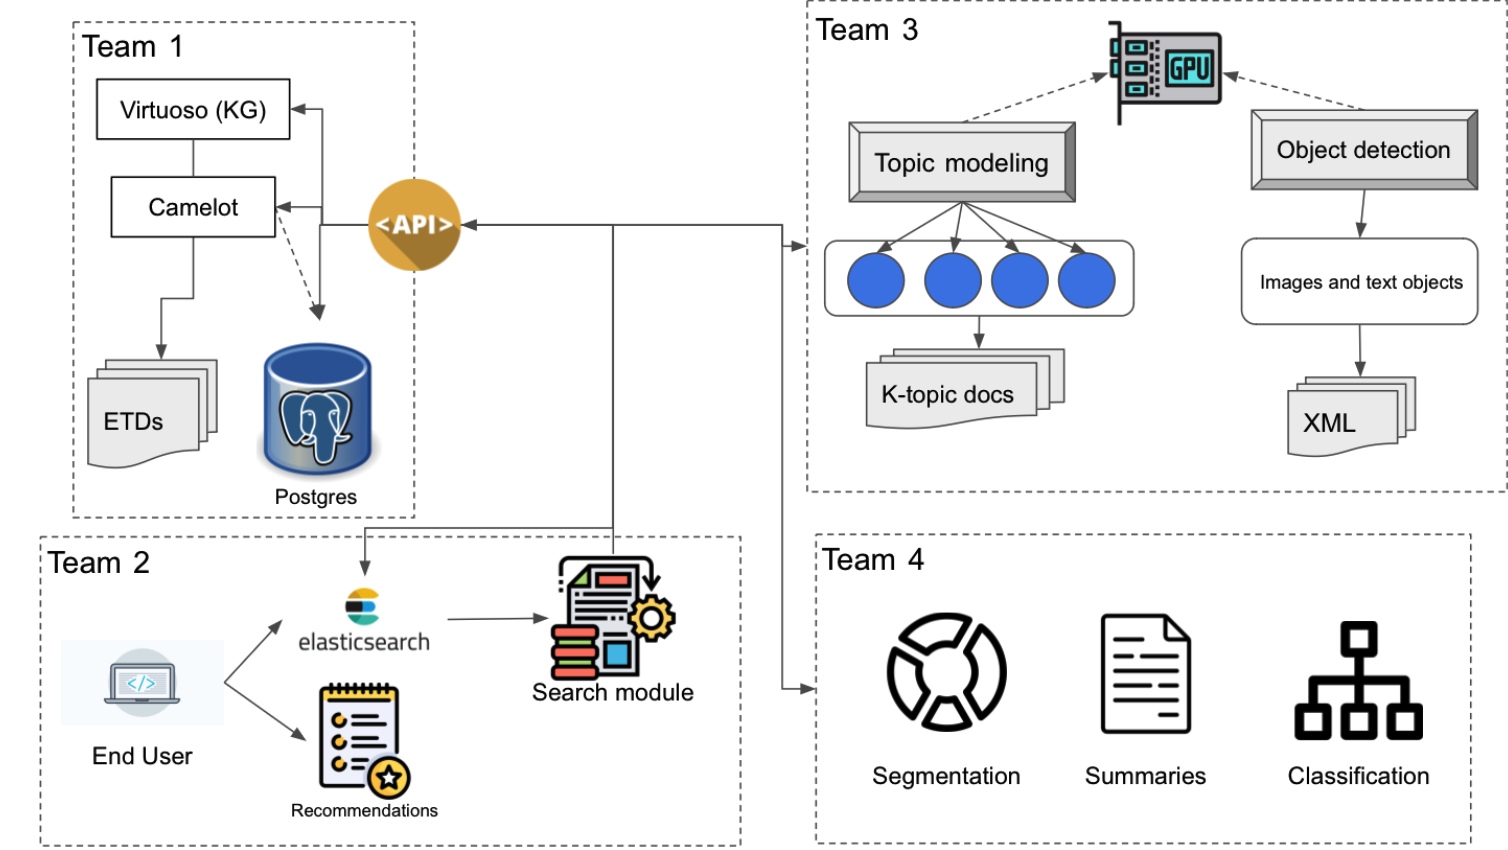 Team 1
Virtuoso (KG)
Camelot
<API>
ETDs
Postgres
Team 2
elasticsearch
</>
End User
Search module
Recommendations
Team 3
GPU
Topic modeling
Object detection
Images and text objects
K-topic docs
XML
Team 4
Segmentation
Summaries
Classification